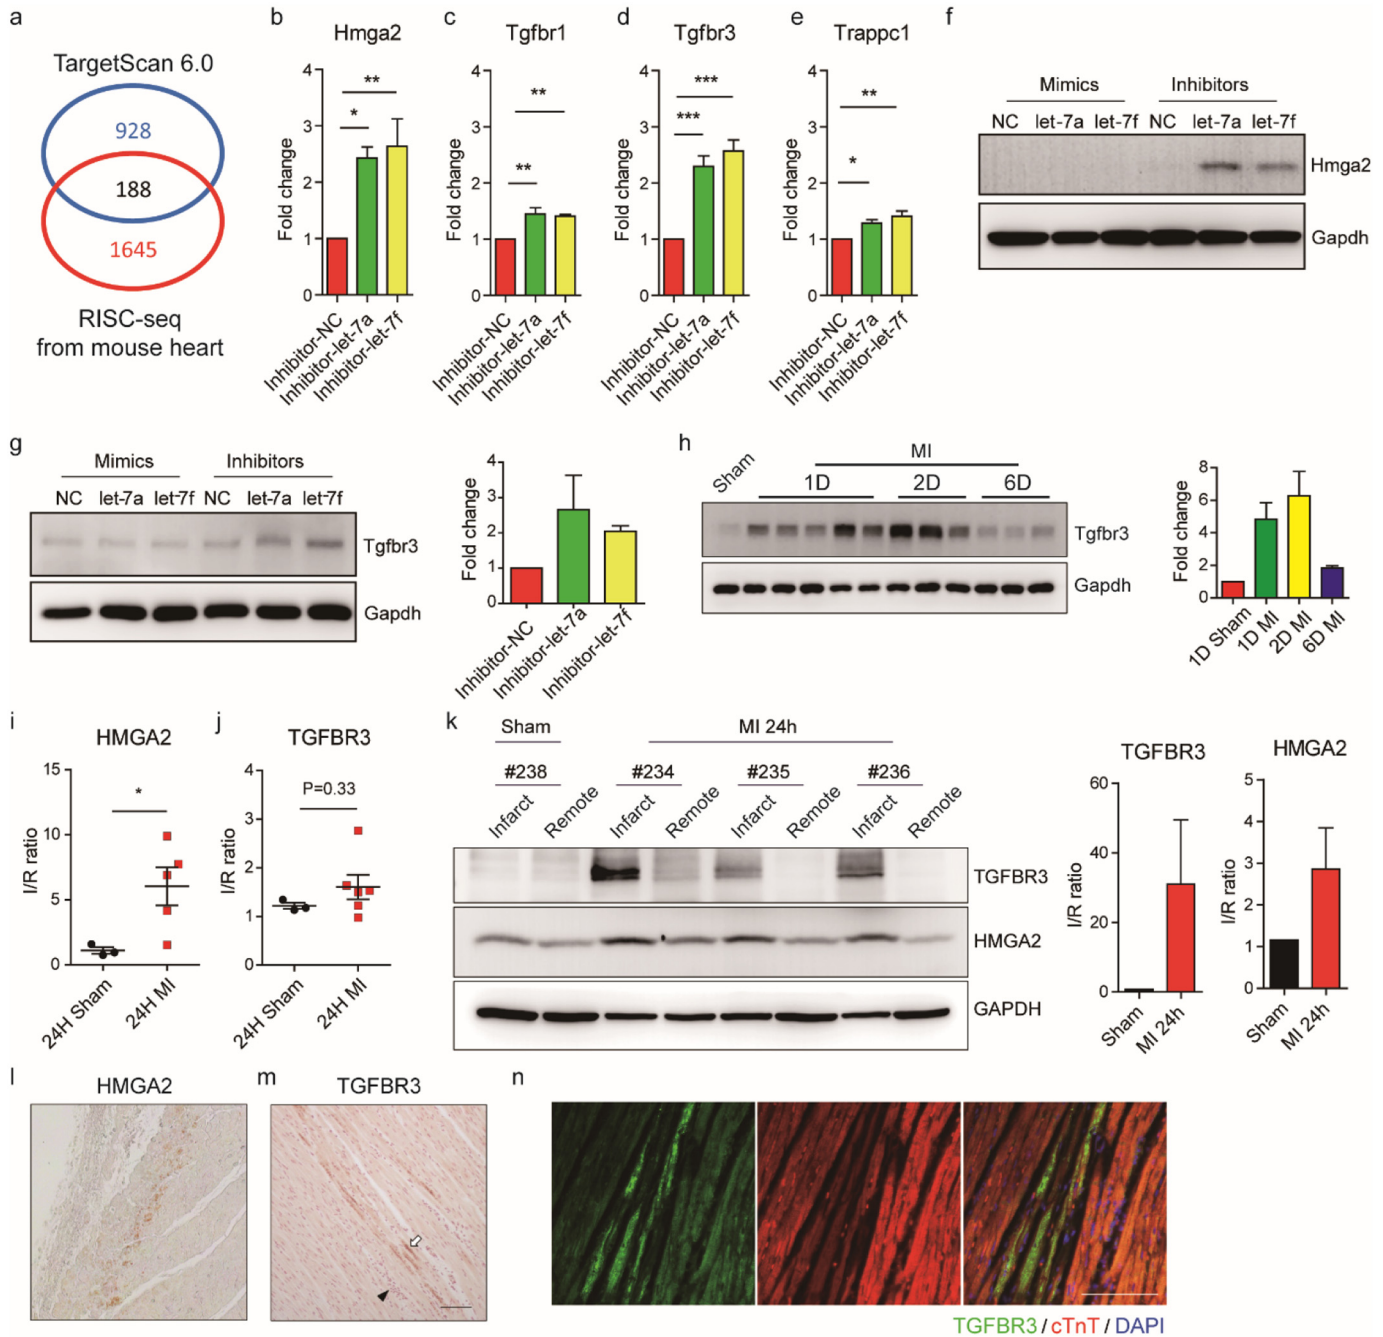 a
TargetScan 6.0
928
188
1645
RISC-seq
from mouse heart
b
Hmga2
Fold change
4
3
2
1
0
**
*
Inhibitor-NC
Inhibitor-let-7a
Inhibitor-let-7f
c
Tgfbr1
Fold change
4
3
2
1
0
**
**
Inhibitor-NC
Inhibitor-let-7a
Inhibitor-let-7f
d
Tgfbr3
Fold change
4
3
2
1
0
***
***
Inhibitor-NC
Inhibitor-let-7a
Inhibitor-let-7f
e
Trappc1
Fold change
4
3
2
1
0
**
*
Inhibitor-NC
Inhibitor-let-7a
Inhibitor-let-7f
f
Mimics Inhibitors
NC let-7a let-7f NC let-7a let-7f
Hmga2
Gapdh
g
Mimics Inhibitors
NC let-7a let-7f NC let-7a let-7f
Tgfbr3
Gapdh
Fold change
4
3
2
1
0
Inhibitor-NC
Inhibitor-let-7a
Inhibitor-let-7f
h
MI
Sham 1D 2D 6D
Tgfbr3
Gapdh
Fold change
8
6
4
2
0
1D Sham
1D MI
2D MI
6D MI
i
HMGA2
I/R ratio
15
10
5
0
*
24H Sham
24H MI
j
TGFBR3
I/R ratio
4
3
2
1
0
P=0.33
24H Sham
24H MI
k
Sham MI 24h
#238 #234 #235 #236
Infarct Remote Infarct Remote Infarct Remote Infarct Remote
TGFBR3
HMGA2
GAPDH
TGFBR3
I/R ratio
60
40
20
0
Sham
MI 24h
HMGA2
I/R ratio
5
4
3
2
1
0
Sham
MI 24h
l
HMGA2
m
TGFBR3
n
TGFBR3 / cTnT / DAPI